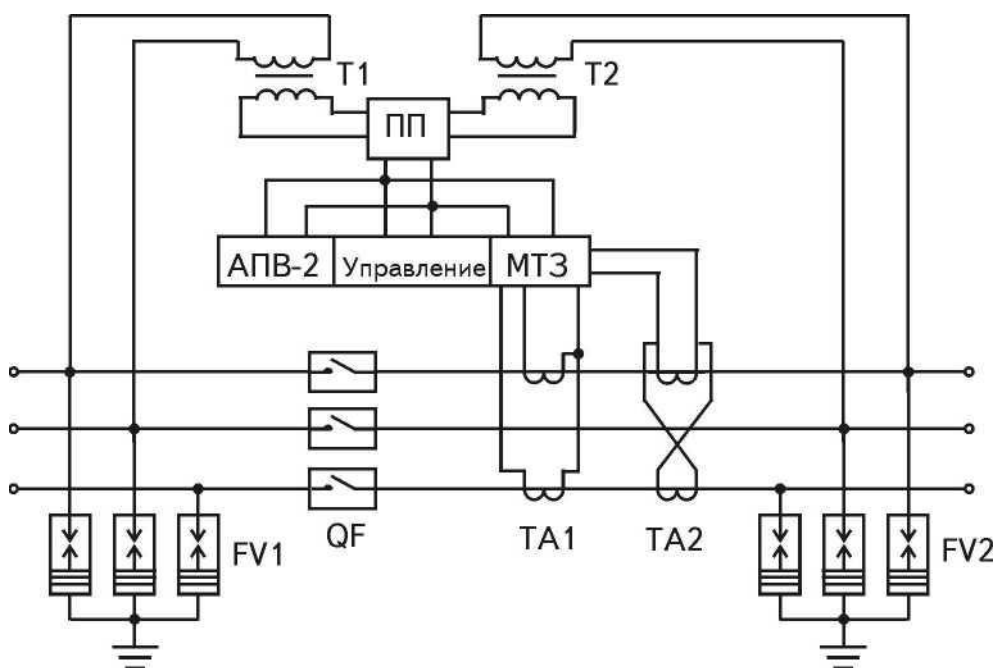 T1
T2
ПП
АПВ-2
Управление
МТЗ
FV1
QF
TA1
TA2
FV2